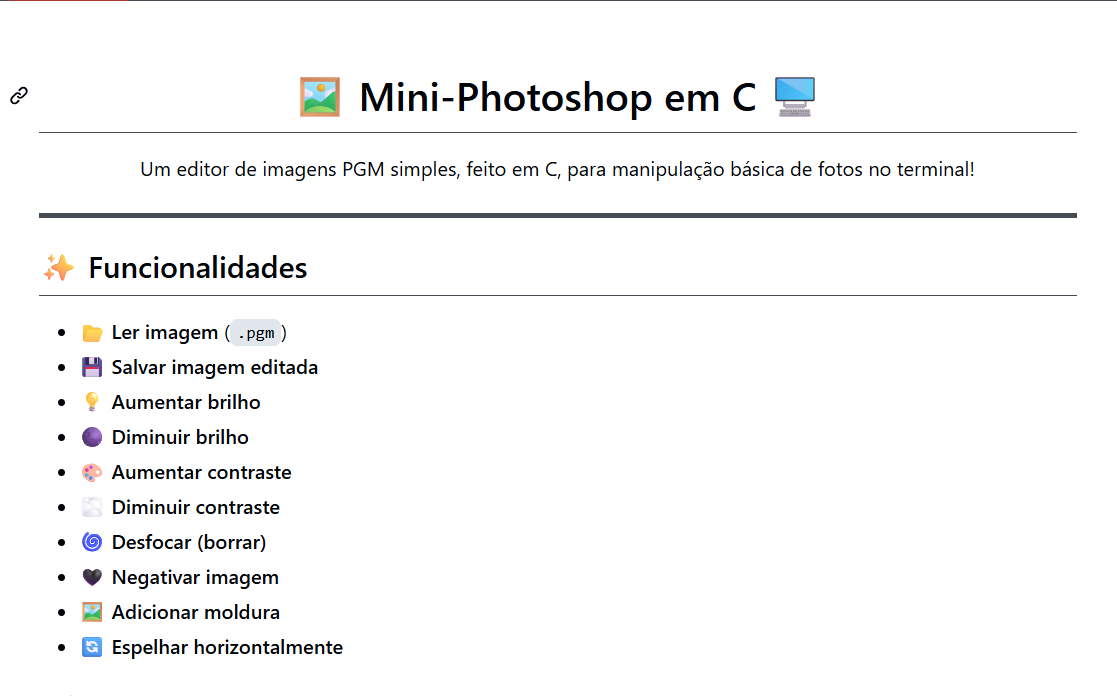 Mini-Photoshop em C
Um editor de imagens PGM simples, feito em C, para manipulação básica de fotos no terminal!
Funcionalidades
Ler imagem (.pgm)
Salvar imagem editada
Aumentar brilho
Diminuir brilho
Aumentar contraste
Diminuir contraste
Desfocar (borrar)
Negativar imagem
Adicionar moldura
Espelhar horizontalmente